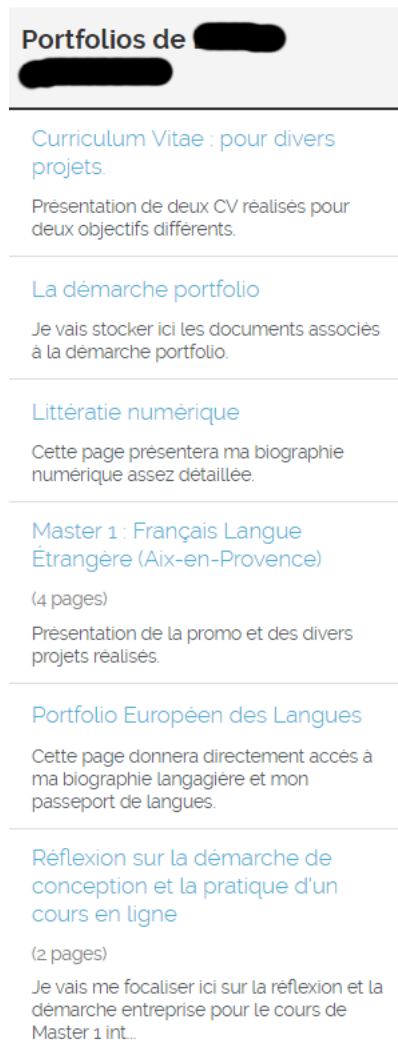 Portfolios de
Curriculum Vitae : pour divers
projets.
Présentation de deux CV réalisés pour
deux objectifs différents.
La démarche portfolio
Je vais stocker ici les documents associés
à la démarche portfolio.
Littératie numérique
Cette page présentera ma biographie
numérique assez détaillée.
Master 1 : Français Langue
Étrangère (Aix-en-Provence)
(4 pages)
Présentation de la promo et des divers
projets réalisés.
Portfolio Européen des Langues
Cette page donnera directement accès à
ma biographie langagière et mon
passeport de langues.
Réflexion sur la démarche de
conception et la pratique d'un
cours en ligne
(2 pages)
Je vais me focaliser ici sur la réflexion et la
démarche entreprise pour le cours de
Master 1 int...